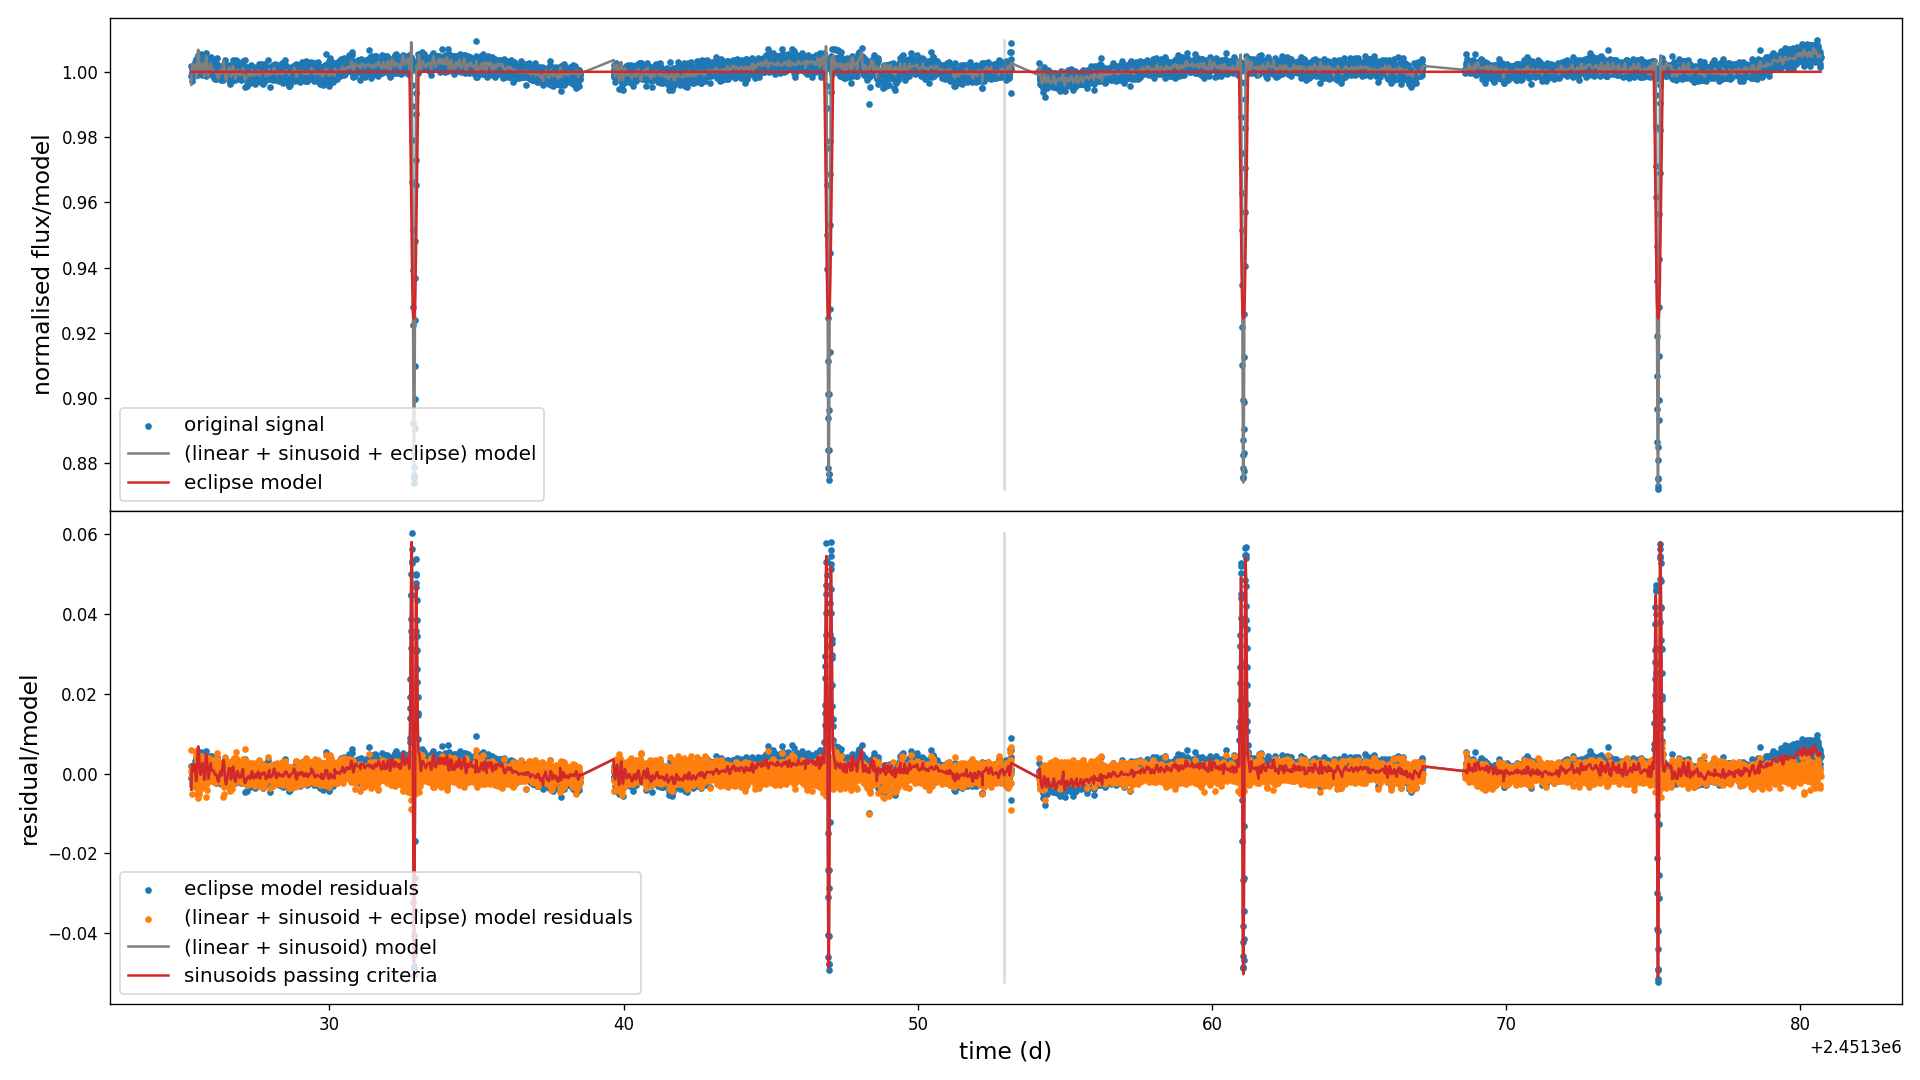 1.00
0.98
0.96
0.94
0.92
0.90
0.88
normalised flux/model
original signal
(linear + sinusoid + eclipse) model
eclipse model
0.06
0.04
0.02
0.00
−0.02
−0.04
residual/model
eclipse model residuals
(linear + sinusoid + eclipse) model residuals
(linear + sinusoid) model
sinusoids passing criteria
30
40
50
60
70
80
time (d)
+2.4513e6